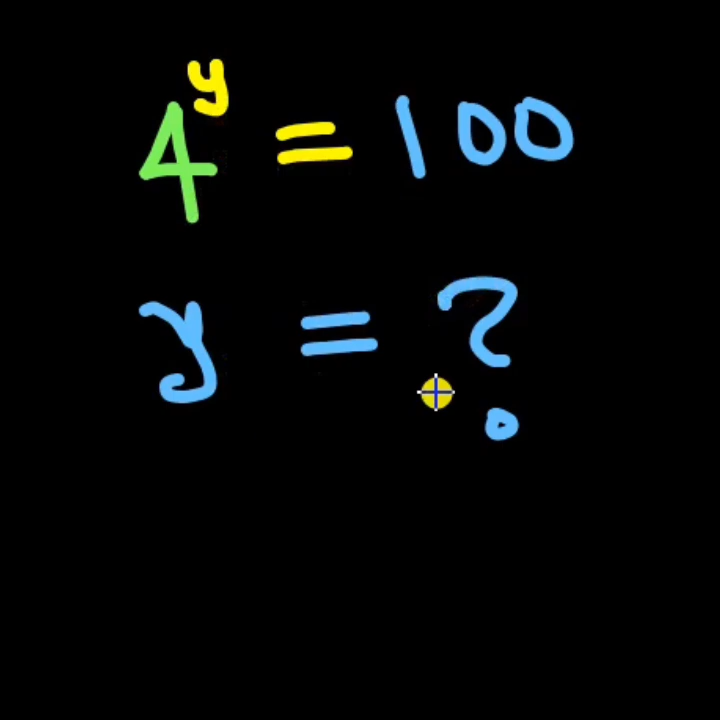 4^y = 100
y = ?